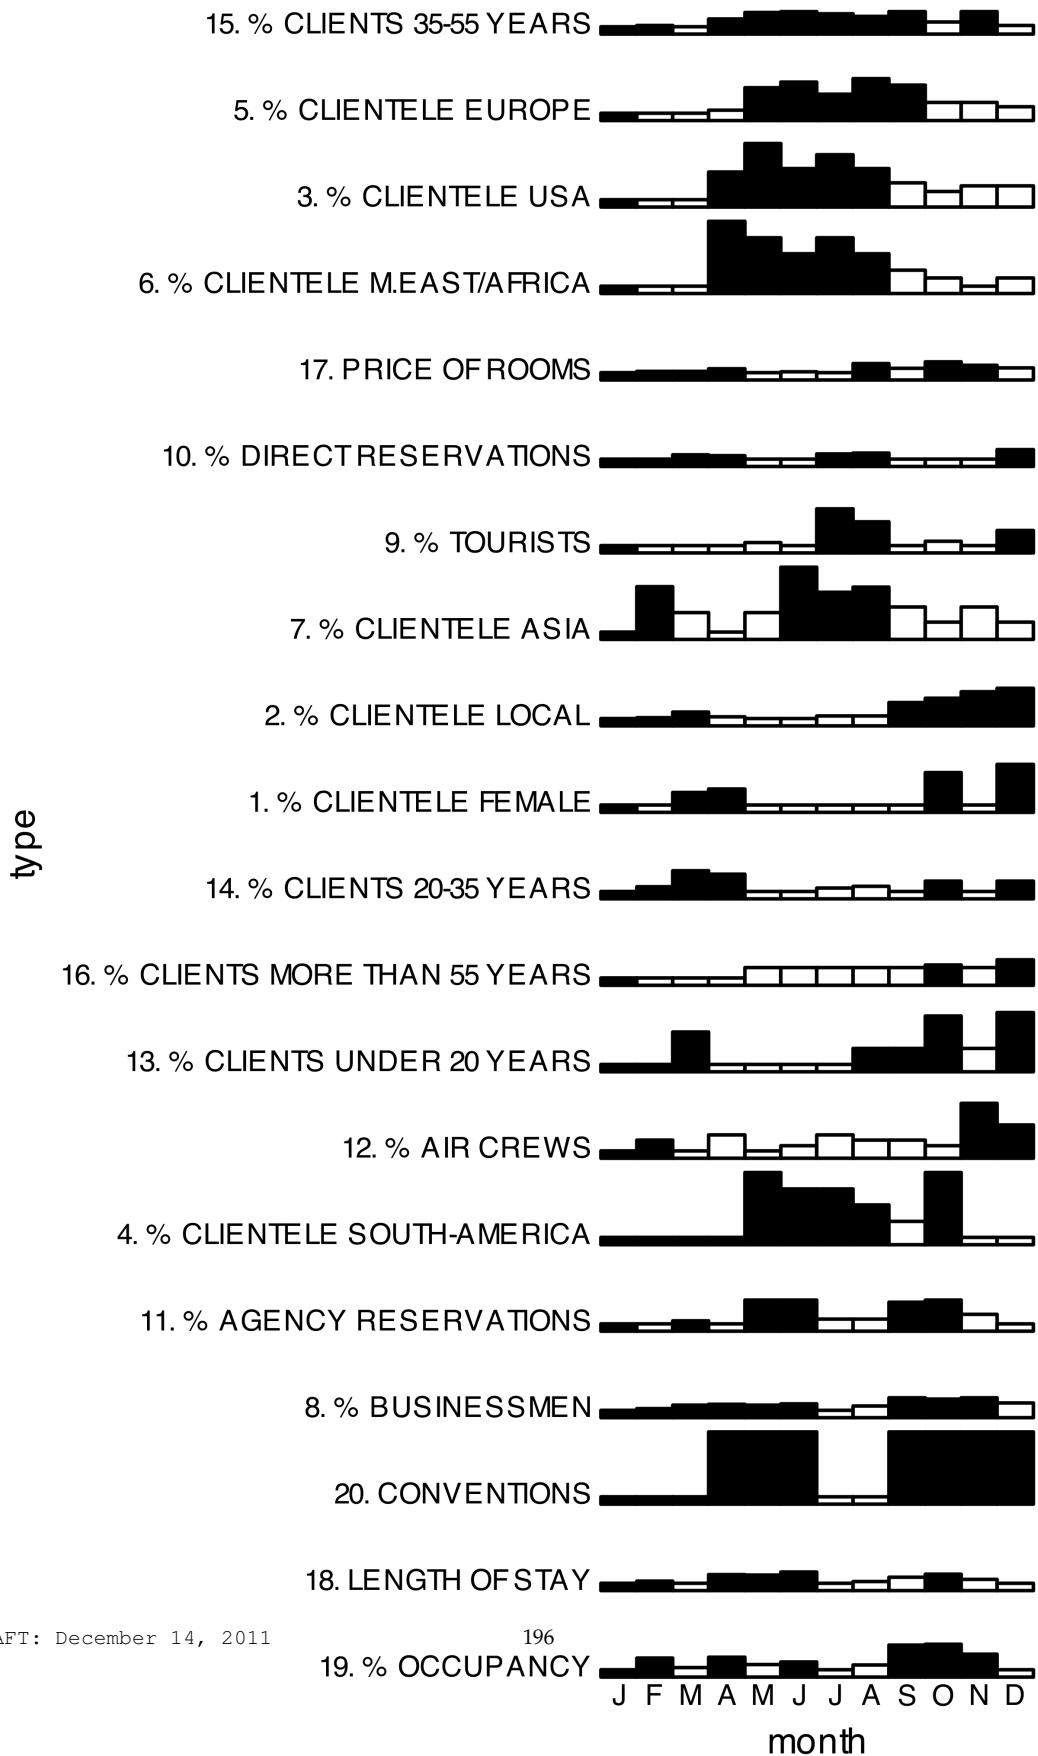 15. % CLIENTS 35-55 YEARS
5. % CLIENTELE EUROPE
3. % CLIENTELE USA
6. % CLIENTELE M.EAST/AFRICA
17. PRICE OF ROOMS
10. % DIRECT RESERVATIONS
9. % TOURISTS
7. % CLIENTELE ASIA
2. % CLIENTELE LOCAL
1. % CLIENTELE FEMALE
type
14. % CLIENTS 20-35 YEARS
16. % CLIENTS MORE THAN 55 YEARS
13. % CLIENTS UNDER 20 YEARS
12. % AIR CREWS
4. % CLIENTELE SOUTH-AMERICA
11. % AGENCY RESERVATIONS
8. % BUSINESSMEN
20. CONVENTIONS
18. LENGTH OF STAY
AFT: December 14, 2011 196
19. % OCCUPANCY
J F M A M J J A S O N D
month